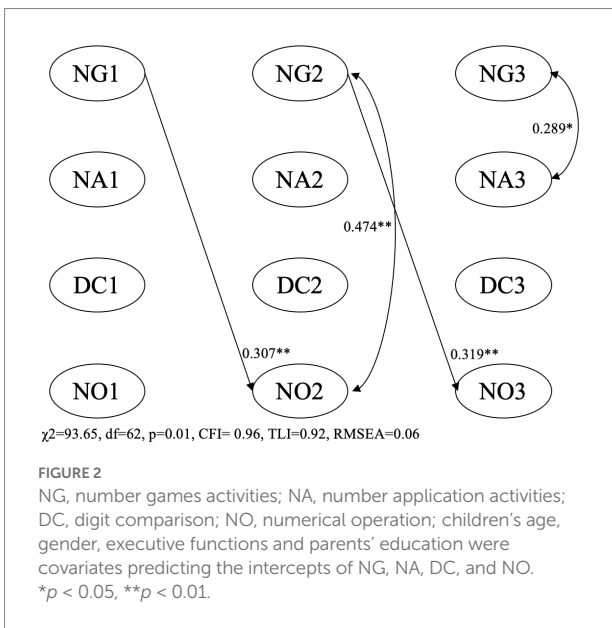 NG1 NG2 NG3
0.289*
NA1 NA2 NA3
0.474**
DC1 DC2 DC3
0.307** 0.319**
NO1 NO2 NO3
χ2=93.65, df=62, p=0.01, CFI= 0.96, TLI=0.92, RMSEA=0.06
FIGURE 2
NG, number games activities; NA, number application activities;
DC, digit comparison; NO, numerical operation; children’s age,
gender, executive functions and parents’ education were
covariates predicting the intercepts of NG, NA, DC, and NO.
*p < 0.05, **p < 0.01.